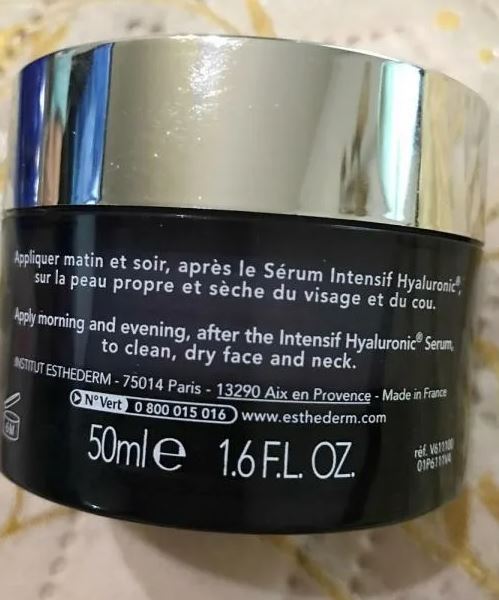 Appliquer matin et soir, après le Sérum Intensif Hyaluronic®,
sur la peau propre et sèche du visage et du cou.
Apply morning and evening, after the Intensif Hyaluronic® Serum,
to clean, dry face and neck.
INSTITUT ESTHEDERM - 75014 Paris - 13290 Aix en Provence - Made in France
N° Vert 0 800 015 016 www.esthederm.com
6M
50ml e 1.6 F.L. OZ.
réf.